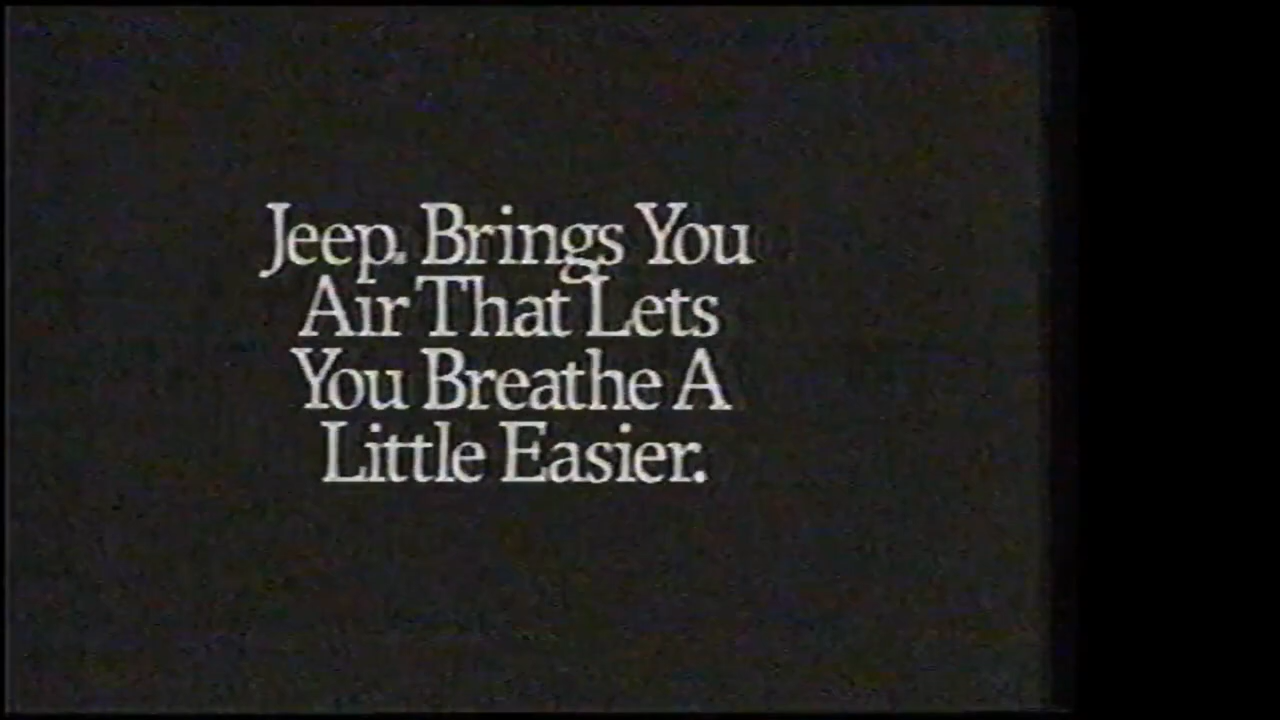 Jeep. Brings You
Air That Lets
You Breathe A
Little Easier.